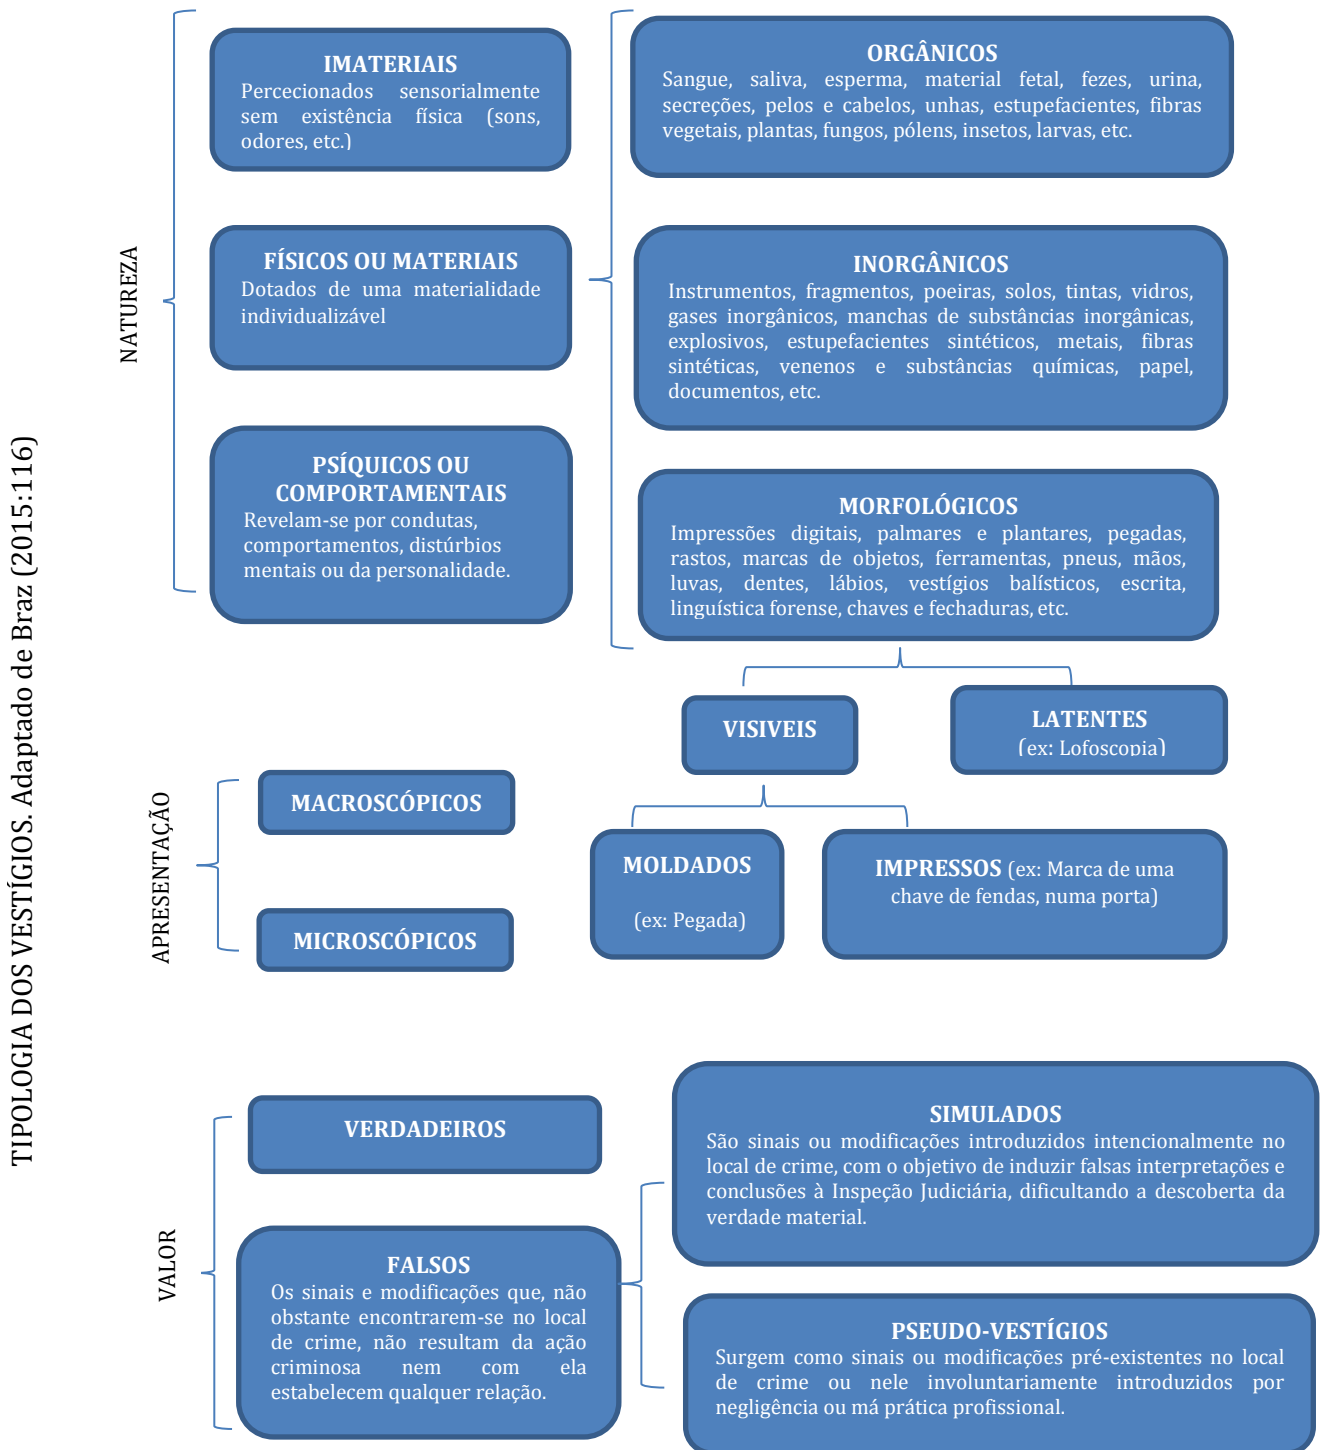 TIPOLOGIA DOS VESTÍGIOS. Adaptado de Braz (2015:116)
NATUREZA
IMATERIAIS
Percecionados sensorialmente
sem existência física (sons,
odores, etc.)
FÍSICOS OU MATERIAIS
Dotados de uma materialidade
individualizável
PSÍQUICOS OU
COMPORTAMENTAIS
Revelam-se por condutas,
comportamentos, distúrbios
mentais ou da personalidade.
ORGÂNICOS
Sangue, saliva, esperma, material fetal, fezes, urina,
secreções, pelos e cabelos, unhas, estupefacientes, fibras
vegetais, plantas, fungos, pólens, insetos, larvas, etc.
INORGÂNICOS
Instrumentos, fragmentos, poeiras, solos, tintas, vidros,
gases inorgânicos, manchas de substâncias inorgânicas,
explosivos, estupefacientes sintéticos, metais, fibras
sintéticas, venenos e substâncias químicas, papel,
documentos, etc.
MORFOLÓGICOS
Impressões digitais, palmares e plantares, pegadas,
rastos, marcas de objetos, ferramentas, pneus, mãos,
luvas, dentes, lábios, vestígios balísticos, escrita,
linguística forense, chaves e fechaduras, etc.
VISIVEIS
LATENTES
(ex: Lofoscopia)
MOLDADOS
(ex: Pegada)
IMPRESSOS (ex: Marca de uma
chave de fendas, numa porta)
APRESENTAÇÃO
MACROSCÓPICOS
MICROSCÓPICOS
VALOR
VERDADEIROS
FALSOS
Os sinais e modificações que, não
obstante encontrarem-se no local
de crime, não resultam da ação
criminosa nem com ela
estabelecem qualquer relação.
SIMULADOS
São sinais ou modificações introduzidos intencionalmente no
local de crime, com o objetivo de induzir falsas interpretações e
conclusões à Inspeção Judiciária, dificultando a descoberta da
verdade material.
PSEUDO-VESTÍGIOS
Surgem como sinais ou modificações pré-existentes no local
de crime ou nele involuntariamente introduzidos por
negligência ou má prática profissional.